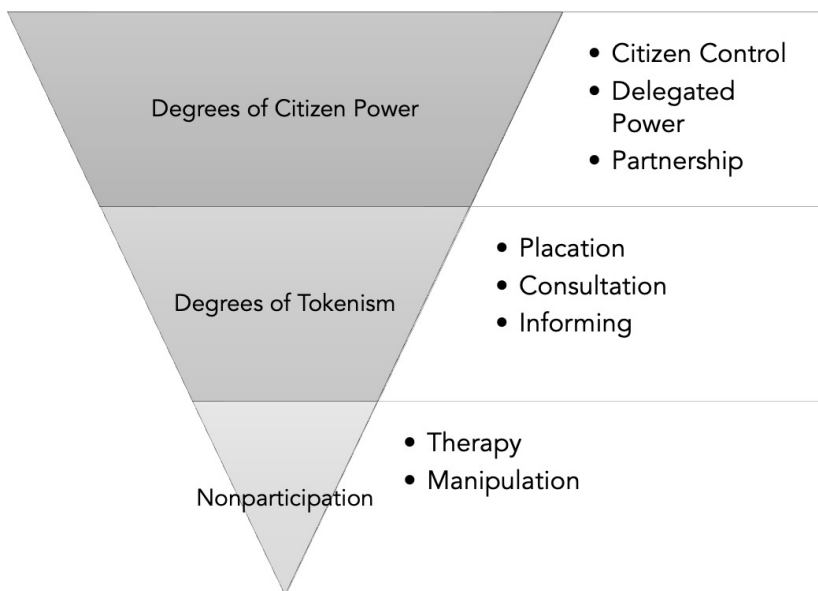 Degrees of Citizen Power
• Citizen Control
• Delegated
Power
• Partnership
Degrees of Tokenism
• Placation
• Consultation
• Informing
Nonparticipation
• Therapy
• Manipulation